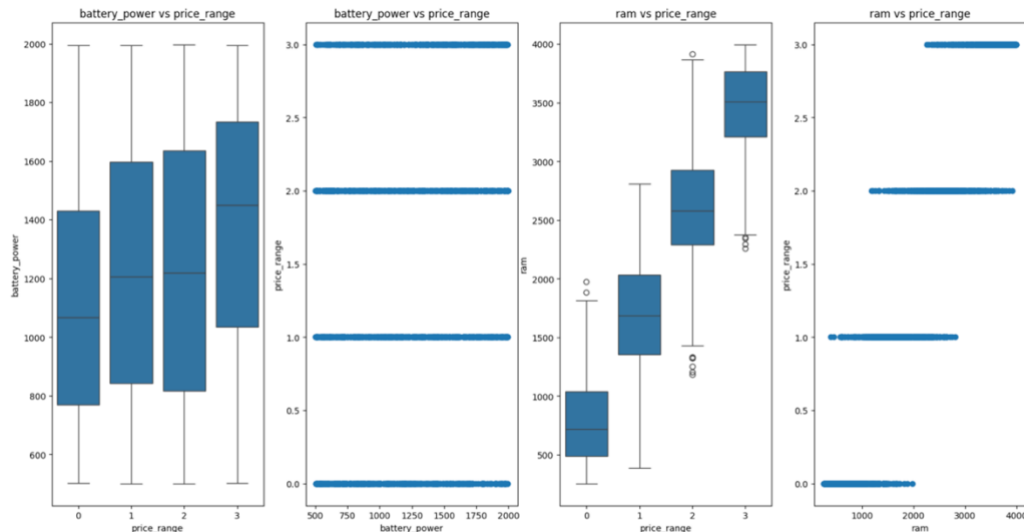 battery_power vs price_range
battery_power
2000
1800
1600
1400
1200
1000
800
600
0 1 2 3
price_range
battery_power vs price_range
price_range
3.0
2.5
2.0
1.5
1.0
0.5
0.0
500 750 1000 1250 1500 1750 2000
battery_power
ram vs price_range
ram
4000
3500
3000
2500
2000
1500
1000
500
0 1 2 3
price_range
ram vs price_range
price_range
3.0
2.5
2.0
1.5
1.0
0.5
0.0
1000 2000 3000 4000
ram